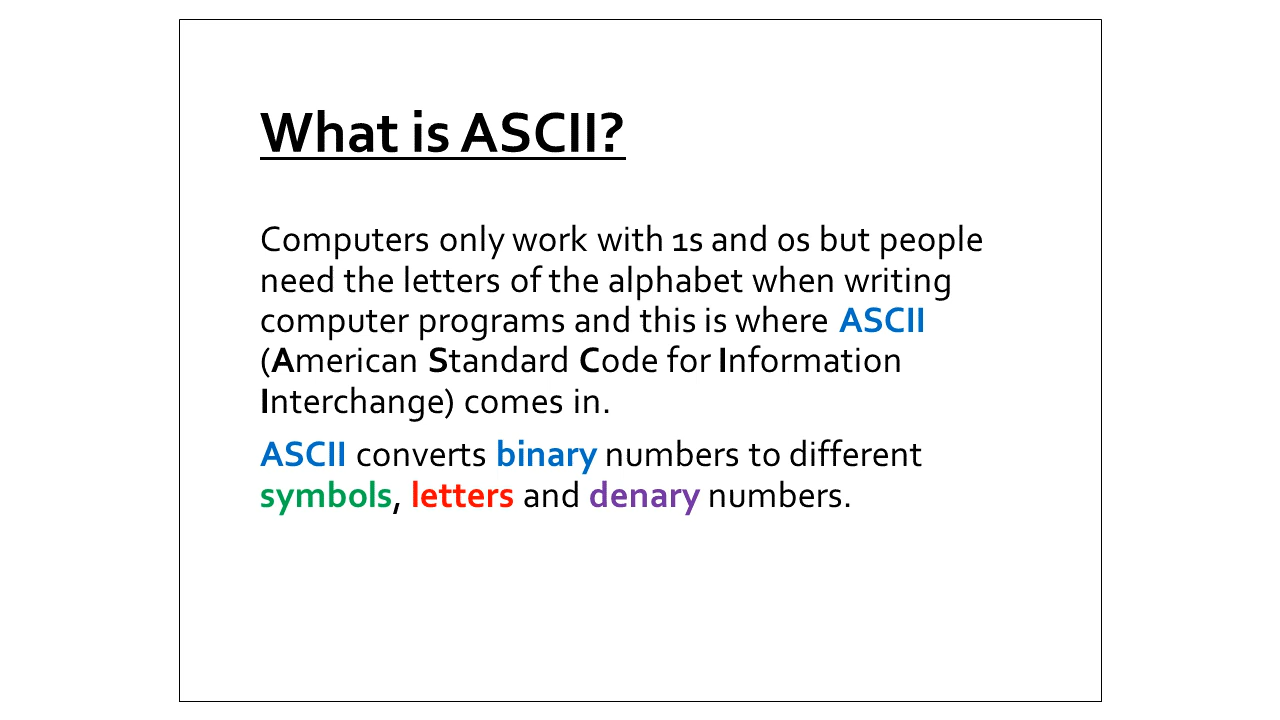 What is ASCII?
Computers only work with 1s and 0s but people
need the letters of the alphabet when writing
computer programs and this is where ASCII
(American Standard Code for Information
Interchange) comes in.
ASCII converts binary numbers to different
symbols, letters and denary numbers.